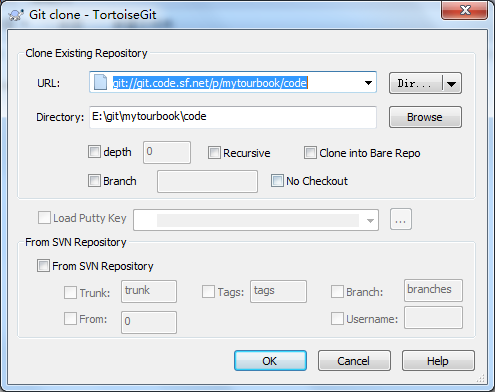 Git clone - TortoiseGit
Clone Existing Repository
URL: git://git.code.sf.net/p/mytourbook/code Dir...
Directory: E:\git\mytourbook\code Browse
depth 0 Recursive Clone into Bare Repo
Branch No Checkout
Load Putty Key ...
From SVN Repository
From SVN Repository
Trunk: trunk Tags: tags Branch: branches
From: 0 Username:
OK Cancel Help